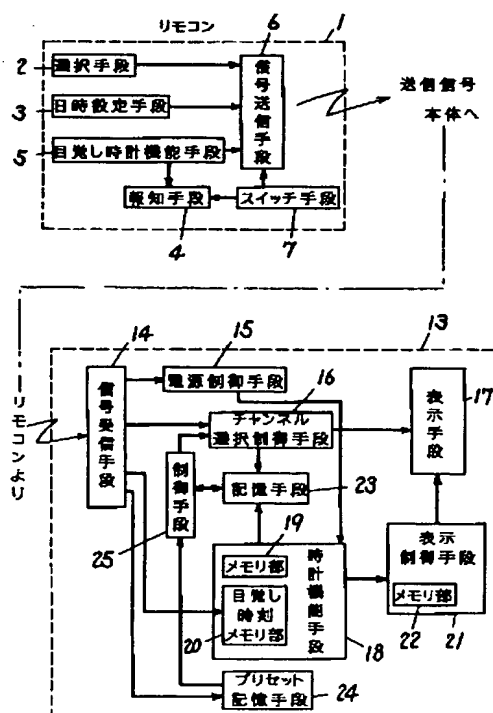 リモコン
1
6
2
選択手段
信号送信手段
送信信号
本体へ
3
日時設定手段
5
目覚し時計機能手段
報知手段
スイッチ手段
4
7
13
14
15
電源制御手段
16
17
信号受信手段
チャンネル
選択制御手段
表示手段
リモコンより
制御手段
記憶手段
23
25
19
メモリ部
時計機能手段
表示
制御手段
目覚し
時刻
メモリ部
20
18
メモリ部
22
21
プリセット
記憶手段
24